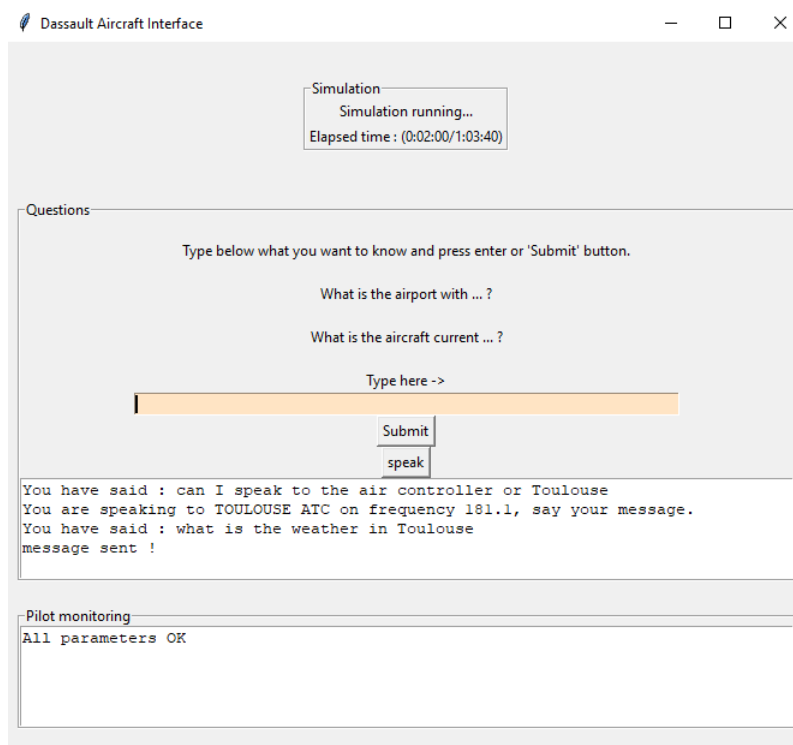 Dassault Aircraft Interface
Simulation
Simulation running...
Elapsed time : (0:02:00/1:03:40)
Questions
Type below what you want to know and press enter or 'Submit' button.
What is the airport with ... ?
What is the aircraft current ... ?
Type here ->
Submit
speak
You have said : can I speak to the air controller or Toulouse
You are speaking to TOULOUSE ATC on frequency 181.1, say your message.
You have said : what is the weather in Toulouse
message sent !
Pilot monitoring
All parameters OK